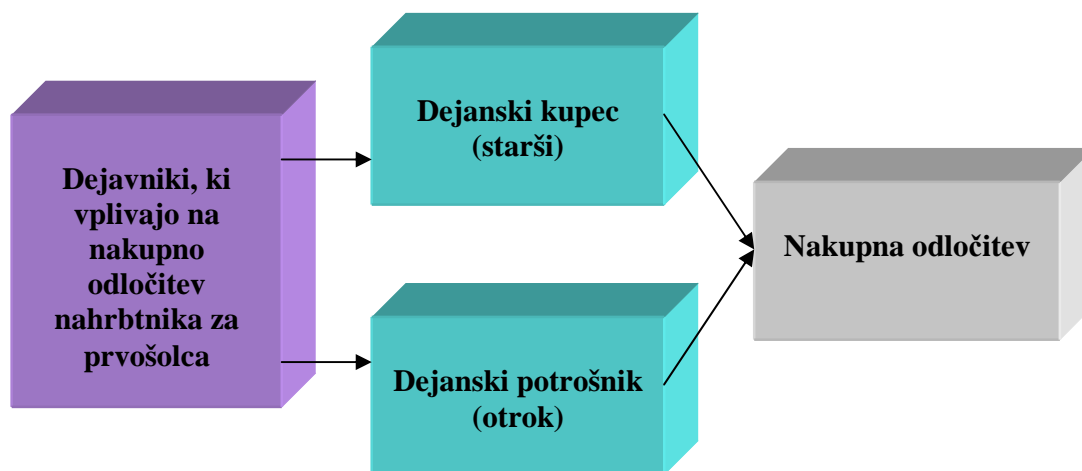 Dejavniki, ki
vplivajo na
nakupno
odločitev
nahrbtnika za
prvošolca
Dejanski kupec
(starši)
Dejanski potrošnik
(otrok)
Nakupna odločitev